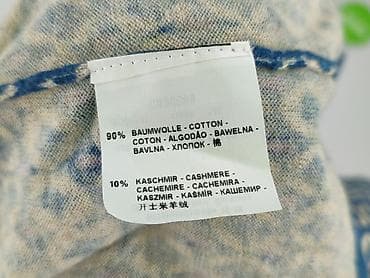 90% BAUMWOLLE - COTTON -
COTON - ALGODÃO - BAWELNA -
BAVLNA - ХЛОПОК - 棉
10% KASCHMIR - CASHMERE -
CACHEMIRE - CACHEMIRA -
KASZMIR - KAŠMÍR - КАШЕМИР -
开士米羊绒